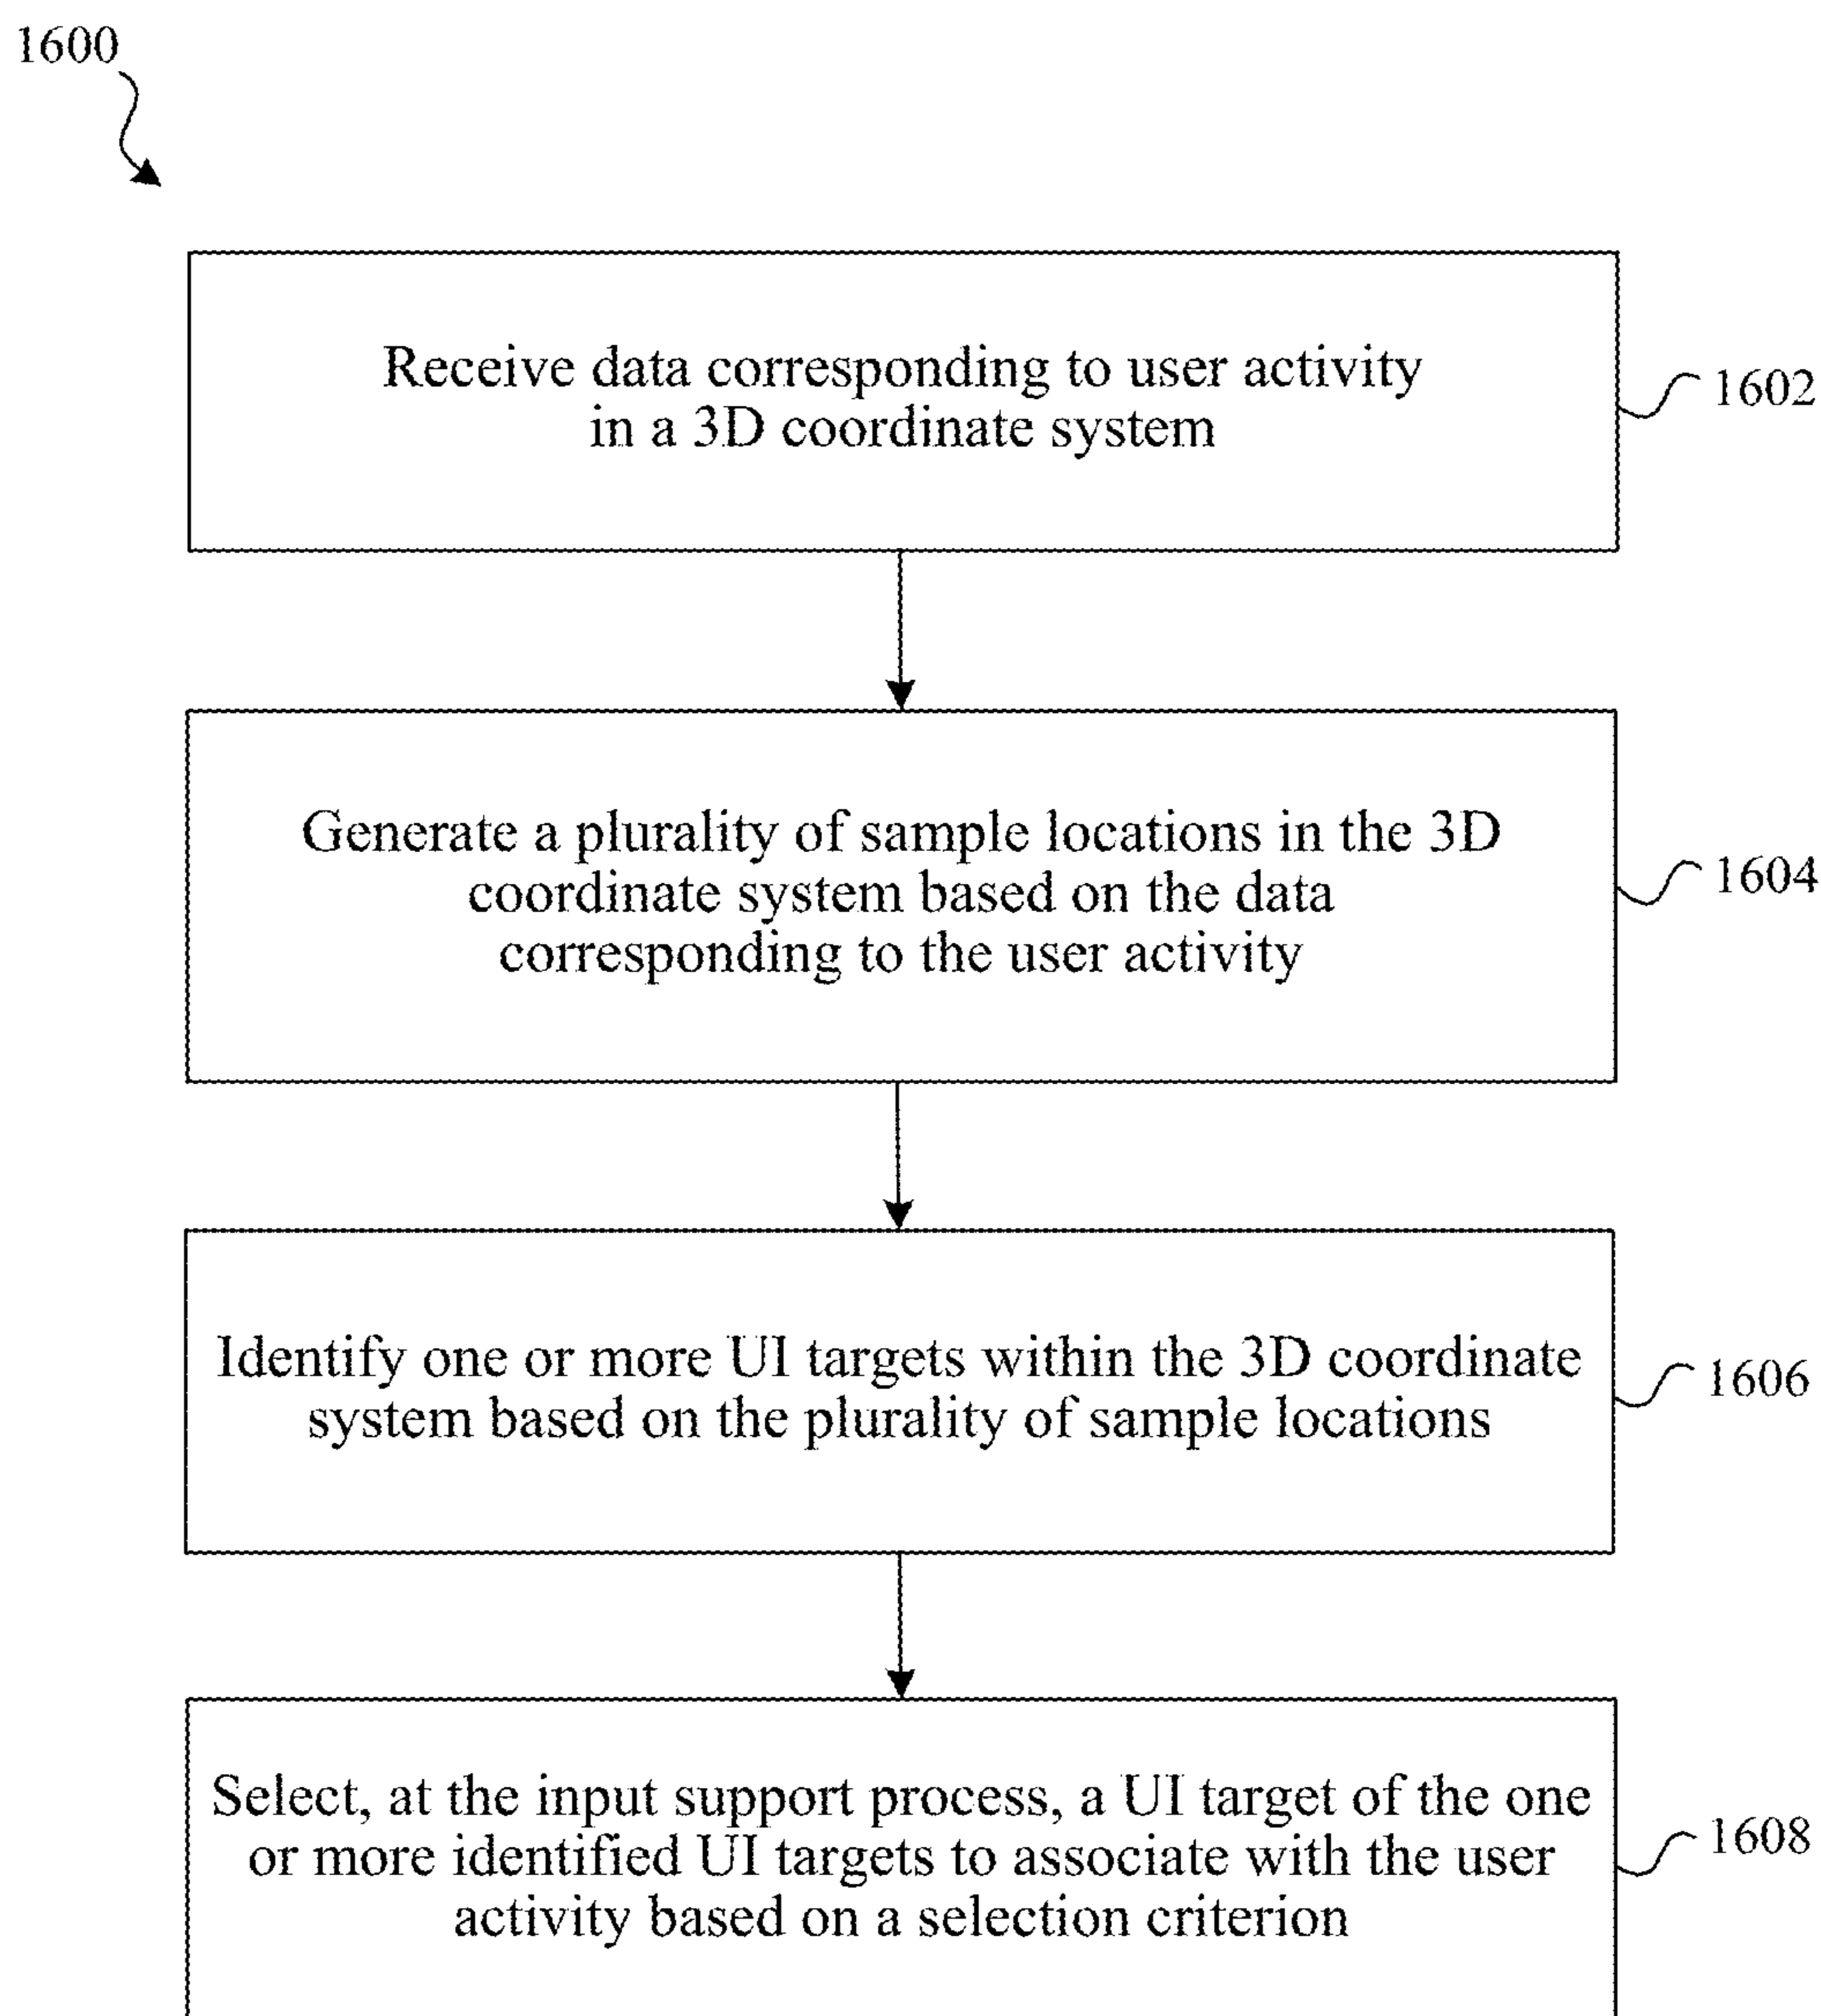 1600
Receive data corresponding to user activity
in a 3D coordinate system
1602
Generate a plurality of sample locations in the 3D
coordinate system based on the data
corresponding to the user activity
1604
Identify one or more UI targets within the 3D coordinate
system based on the plurality of sample locations
1606
Select, at the input support process, a UI target of the one
or more identified UI targets to associate with the user
activity based on a selection criterion
1608